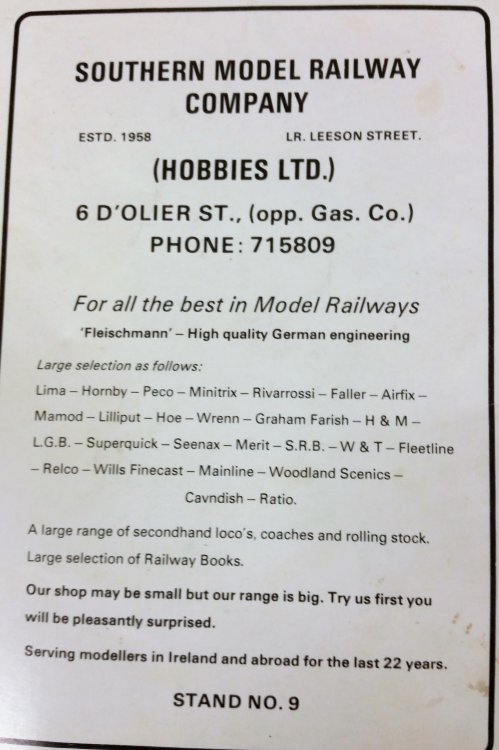 SOUTHERN MODEL RAILWAY
COMPANY
ESTD. 1958 LR. LEESON STREET.
(HOBBIES LTD.)
6 D'OLIER ST., (opp. Gas. Co.)
PHONE: 715809
For all the best in Model Railways
'Fleischmann' – High quality German engineering
Large selection as follows:
Lima – Hornby – Peco – Minitrix – Rivarrossi – Faller – Airfix –
Mamod – Lilliput – Hoe – Wrenn – Graham Farish – H & M –
L.G.B. – Superquick – Seenax – Merit – S.R.B. – W & T – Fleetline
– Relco – Wills Finecast – Mainline – Woodland Scenics –
Cavndish – Ratio.
A large range of secondhand loco's, coaches and rolling stock.
Large selection of Railway Books.
Our shop may be small but our range is big. Try us first you
will be pleasantly surprised.
Serving modellers in Ireland and abroad for the last 22 years.
STAND NO. 9